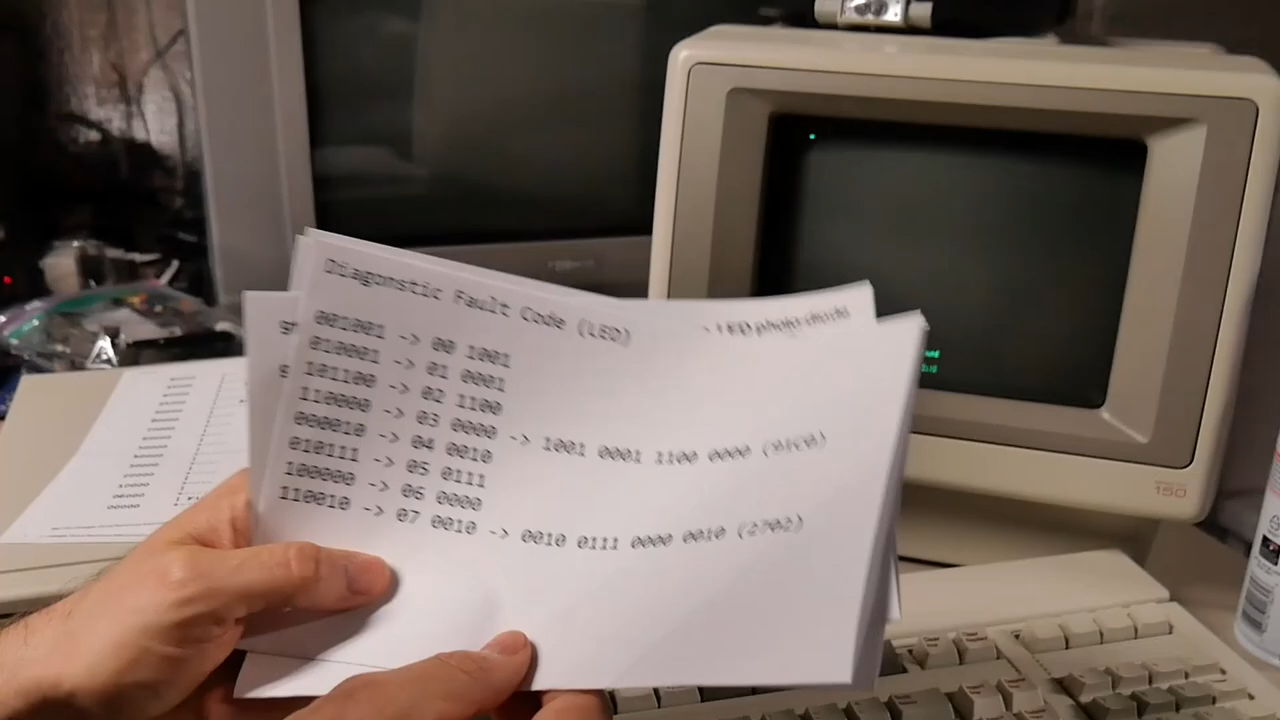 Diagonstic Fault Code (LED)
001001 -> 00 1001
010001 -> 01 0001
101100 -> 02 1100
110000 -> 03 0000 -> 1001 0001 1100 0000 (91C0)
000010 -> 04 0010
010111 -> 05 0111
100000 -> 06 0000
110010 -> 07 0010 -> 0010 0111 0000 0010 (2702)
LED photo diode
150